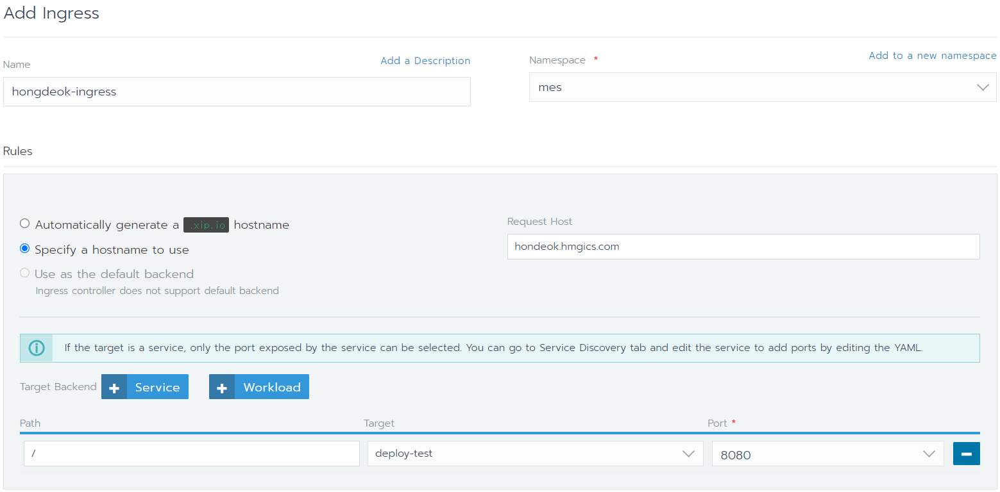 Add Ingress
Name
Add a Description
hongdeok-ingress
Namespace *
Add to a new namespace
mes
Rules
Automatically generate a .xip.io hostname
Specify a hostname to use
Use as the default backend
Ingress controller does not support default backend
Request Host
hondeok.hmgics.com
If the target is a service, only the port exposed by the service can be selected. You can go to Service Discovery tab and edit the service to add ports by editing the YAML.
Target Backend + Service + Workload
Path Target Port *
/ deploy-test 8080